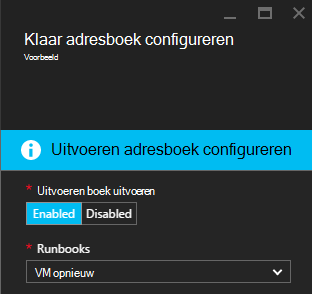 Klaar adresboek configureren
Voorbeeld
Uitvoeren adresboek configureren
* Uitvoeren boek uitvoeren
Enabled Disabled
* Runbooks
VM opnieuw